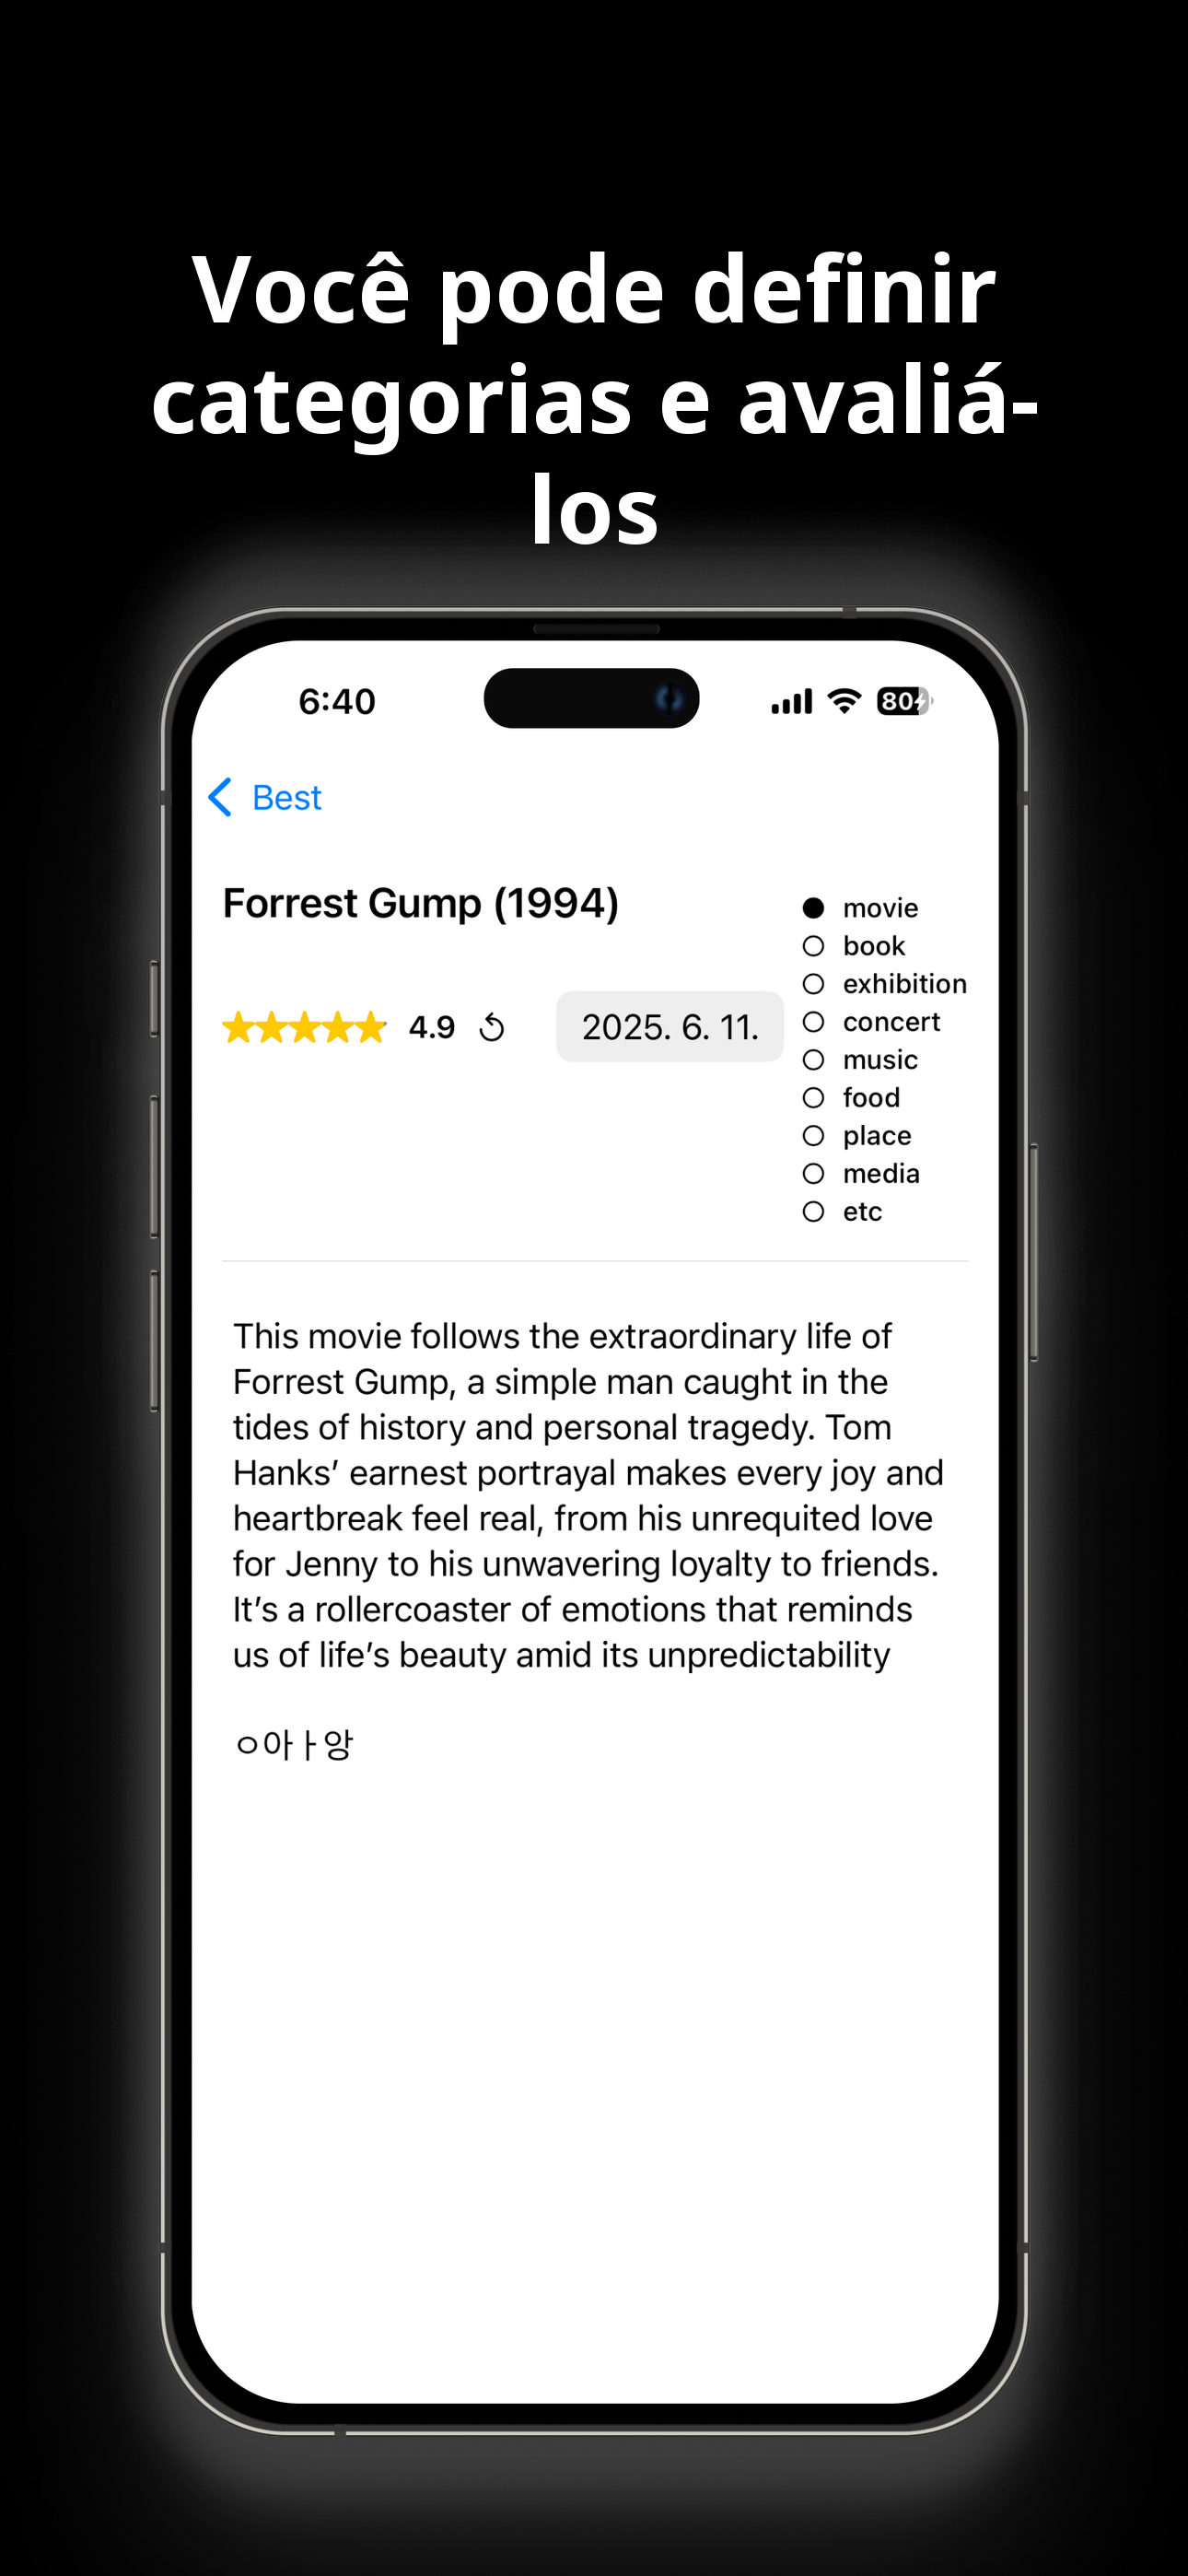 Você pode definir
categorias e avaliá-
los
6:40
80
Best
Forrest Gump (1994)
4.9
2025. 6. 11.
movie
book
exhibition
concert
music
food
place
media
etc
This movie follows the extraordinary life of
Forrest Gump, a simple man caught in the
tides of history and personal tragedy. Tom
Hanks’ earnest portrayal makes every joy and
heartbreak feel real, from his unrequited love
for Jenny to his unwavering loyalty to friends.
It’s a rollercoaster of emotions that reminds
us of life’s beauty amid its unpredictability
ㅇ아ㅏ앙